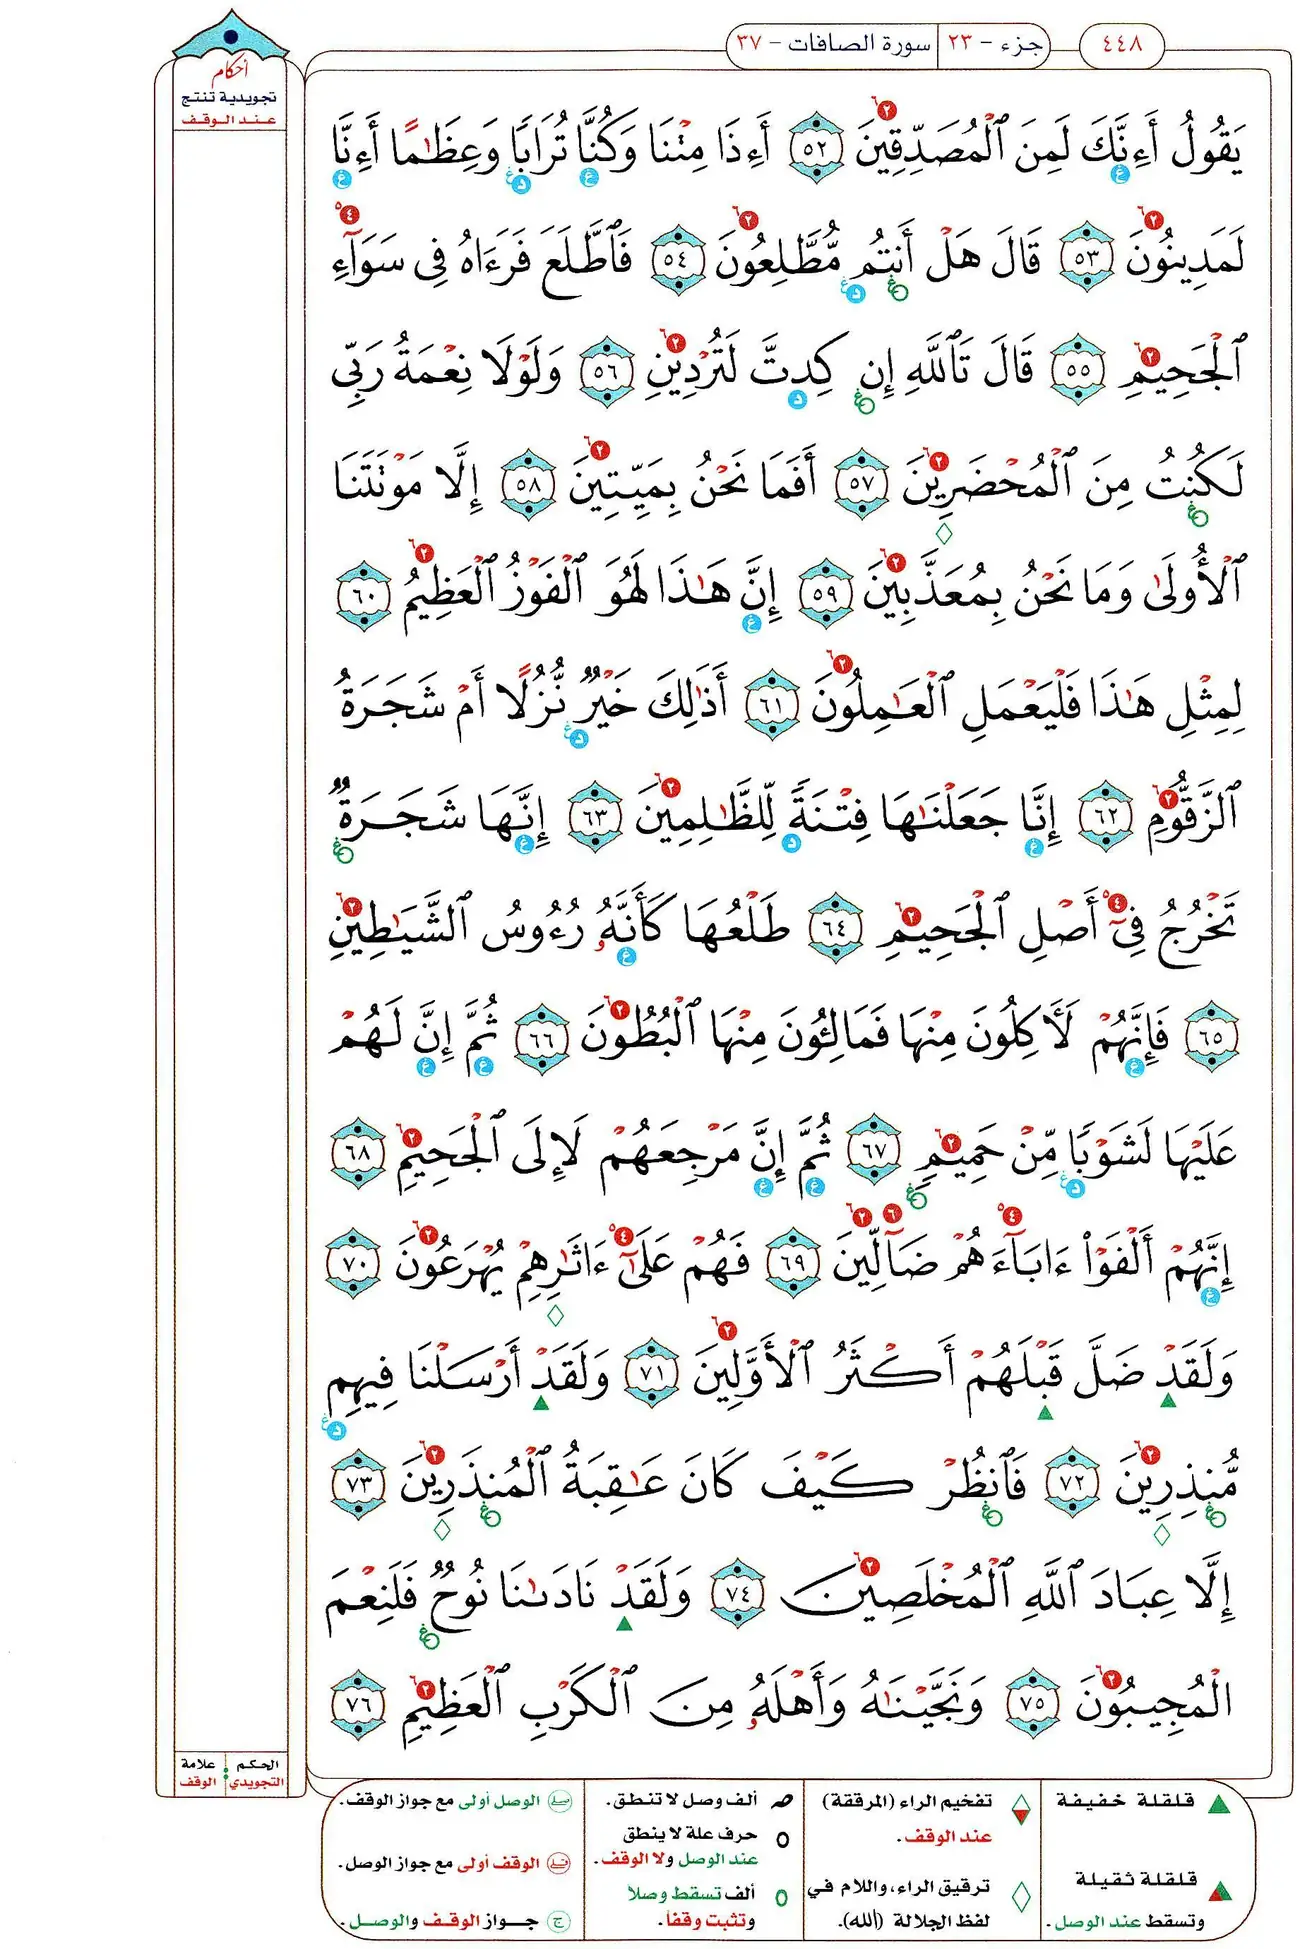 ٤٤٨
جزء - ٢٣
سورة الصافات - ٣٧
أحكام
تجويدية تنتج
عند الوقف
يَقُولُ أَءِنَّكَ لَمِنَ ٱلْمُصَدِّقِينَ ٥٢ أَءِذَا مِتْنَا وَكُنَّا تُرَابًا وَعِظَٰمًا أَءِنَّا
لَمَدِينُونَ ٥٣ قَالَ هَلْ أَنتُم مُّطَّلِعُونَ ٥٤ فَٱطَّلَعَ فَرَءَاهُ فِى سَوَآءِ
ٱلْجَحِيمِ ٥٥ قَالَ تَٱللَّهِ إِن كِدتَّ لَتُرْدِينِ ٥٦ وَلَوْلَا نِعْمَةُ رَبِّى
لَكُنتُ مِنَ ٱلْمُحْضَرِينَ ٥٧ أَفَمَا نَحْنُ بِمَيِّتِينَ ٥٨ إِلَّا مَوْتَتَنَا
ٱلْأُولَىٰ وَمَا نَحْنُ بِمُعَذَّبِينَ ٥٩ إِنَّ هَٰذَا لَهُوَ ٱلْفَوْزُ ٱلْعَظِيمُ ٦٠
لِمِثْلِ هَٰذَا فَلْيَعْمَلِ ٱلْعَٰمِلُونَ ٦١ أَذَٰلِكَ خَيْرٌ نُّزُلًا أَمْ شَجَرَةُ
ٱلزَّقُّومِ ٦٢ إِنَّا جَعَلْنَٰهَا فِتْنَةً لِّلظَّٰلِمِينَ ٦٣ إِنَّهَا شَجَرَةٌ
تَخْرُجُ فِىٓ أَصْلِ ٱلْجَحِيمِ ٦٤ طَلْعُهَا كَأَنَّهُۥ رُءُوسُ ٱلشَّيَٰطِينِ
٦٥ فَإِنَّهُمْ لَءَاكِلُونَ مِنْهَا فَمَالِـُٔونَ مِنْهَا ٱلْبُطُونَ ٦٦ ثُمَّ إِنَّ لَهُمْ
عَلَيْهَا لَشَوْبًا مِّنْ حَمِيمٍ ٦٧ ثُمَّ إِنَّ مَرْجِعَهُمْ لَإِلَى ٱلْجَحِيمِ ٦٨
إِنَّهُمْ أَلْفَوْا۟ ءَابَآءَهُمْ ضَآلِّينَ ٦٩ فَهُمْ عَلَىٰٓ ءَاثَٰرِهِمْ يُهْرَعُونَ ٧٠
وَلَقَدْ ضَلَّ قَبْلَهُمْ أَكْثَرُ ٱلْأَوَّلِينَ ٧١ وَلَقَدْ أَرْسَلْنَا فِيهِم
مُّنذِرِينَ ٧٢ فَٱنظُرْ كَيْفَ كَانَ عَٰقِبَةُ ٱلْمُنذَرِينَ ٧٣
إِلَّا عِبَادَ ٱللَّهِ ٱلْمُخْلَصِينَ ٧٤ وَلَقَدْ نَادَىٰنَا نُوحٌ فَلَنِعْمَ
ٱلْمُجِيبُونَ ٧٥ وَنَجَّيْنَٰهُ وَأَهْلَهُۥ مِنَ ٱلْكَرْبِ ٱلْعَظِيمِ ٧٦
الحكم التجويدي
علامة الوقف
قلقلة خفيفة
قلقلة ثقيلة
وتسقط عند الوصل.
تفخيم الراء (المرققة)
عند الوقف.
ترقيق الراء، واللام في
لفظ الجلالة (الله).
ألف وصل لا تنطق.
حرف علة لا ينطق
عند الوصل ولا الوقف.
ألف تسقط وصلاً
وتثبت وقفاً.
صلى الوصل أولى مع جواز الوقف.
قلى الوقف أولى مع جواز الوصل.
ج جواز الوقف والوصل.